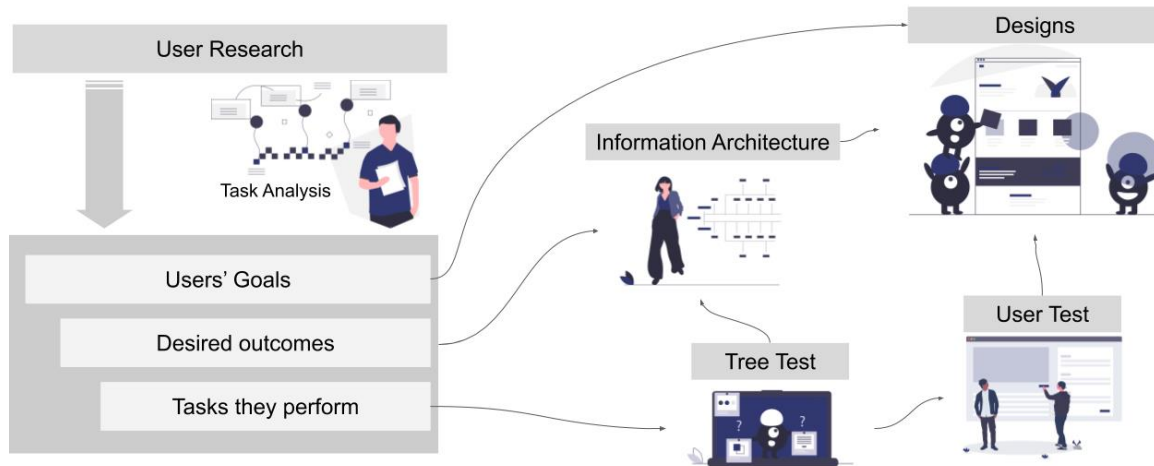 User Research
Task Analysis
Users’ Goals
Desired outcomes
Tasks they perform
Information Architecture
Tree Test
? ?
User Test
Designs